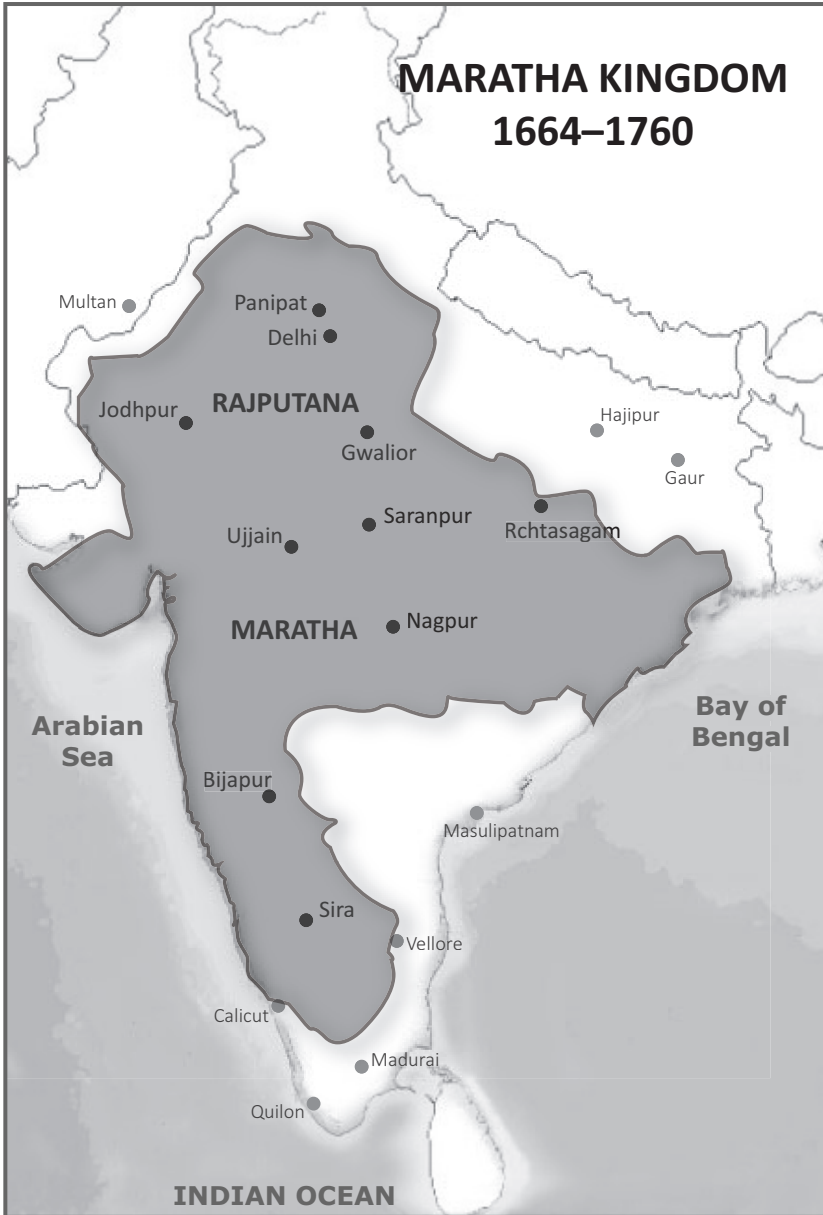 MARATHA KINGDOM
1664–1760
Multan
Panipat
Delhi
Jodhpur
RAJPUTANA
Gwalior
Hajipur
Gaur
Saranpur
Ujjain
Rchtasagam
MARATHA
Nagpur
Arabian
Sea
Bay of
Bengal
Bijapur
Masulipatnam
Sira
Vellore
Calicut
Madurai
Quilon
INDIAN OCEAN